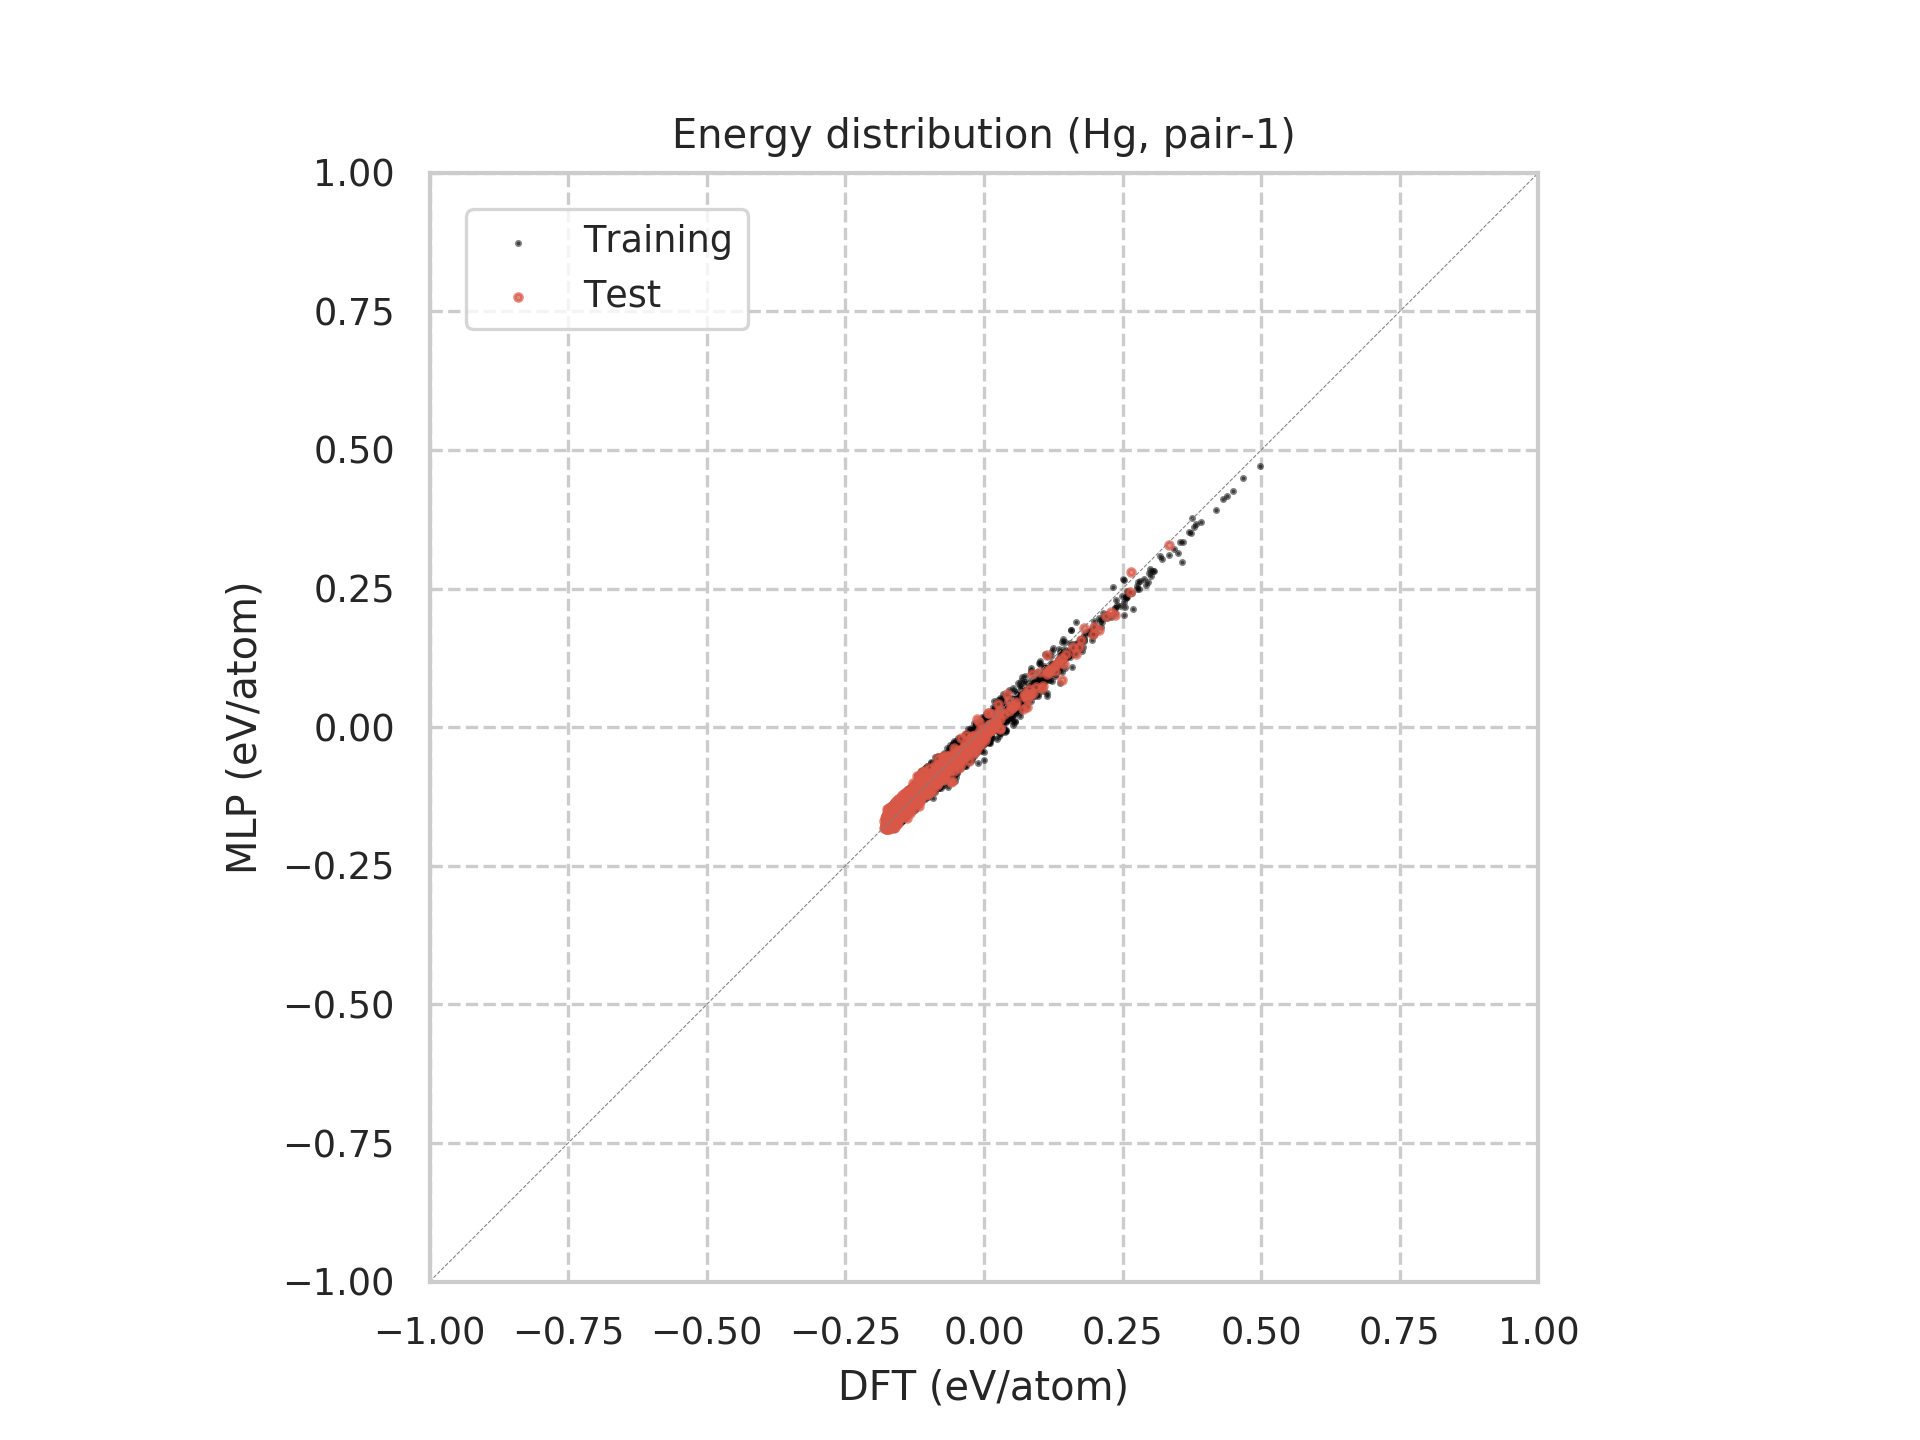 Energy distribution (Hg, pair-1)
1.00
0.75
0.50
0.25
0.00
−0.25
−0.50
−0.75
−1.00
MLP (eV/atom)
Training
Test
−1.00 −0.75 −0.50 −0.25 0.00 0.25 0.50 0.75 1.00
DFT (eV/atom)